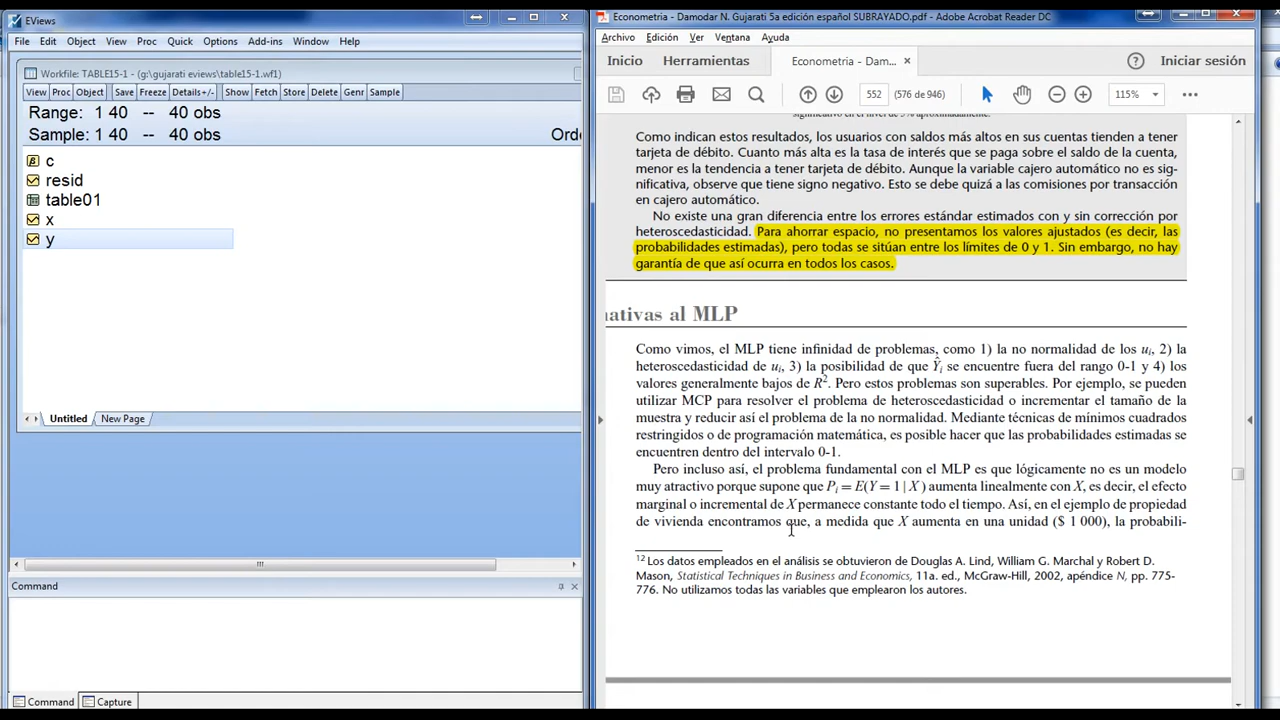 EViews
File Edit Object View Proc Quick Options Add-ins Window Help
Workfile: TABLE15-1 - (g:\gujarati eviews\table15-1.wf1)
View Proc Object Save Freeze Details+/- Show Fetch Store Delete Genr Sample
Range: 1 40 -- 40 obs
Sample: 1 40 -- 40 obs Orde
c
resid
table01
x
y
Untitled New Page
Command
Command Capture
Econometria - Damodar N. Gujarati 5a edición español SUBRAYADO.pdf - Adobe Acrobat Reader DC
Archivo Edición Ver Ventana Ayuda
Inicio Herramientas Econometria - Dam... × Iniciar sesión
552 (576 de 946) 115%
significativo en el nivel de 5% aproximadamente.
Como indican estos resultados, los usuarios con saldos más altos en sus cuentas tienden a tener
tarjeta de débito. Cuanto más alta es la tasa de interés que se paga sobre el saldo de la cuenta,
menor es la tendencia a tener tarjeta de débito. Aunque la variable cajero automático no es sig-
nificativa, observe que tiene signo negativo. Esto se debe quizá a las comisiones por transacción
en cajero automático.
No existe una gran diferencia entre los errores estándar estimados con y sin corrección por
heteroscedasticidad. Para ahorrar espacio, no presentamos los valores ajustados (es decir, las
probabilidades estimadas), pero todas se sitúan entre los límites de 0 y 1. Sin embargo, no hay
garantía de que así ocurra en todos los casos.
nativas al MLP
Como vimos, el MLP tiene infinidad de problemas, como 1) la no normalidad de los uᵢ, 2) la
heteroscedasticidad de uᵢ, 3) la posibilidad de que Ŷᵢ se encuentre fuera del rango 0-1 y 4) los
valores generalmente bajos de R². Pero estos problemas son superables. Por ejemplo, se pueden
utilizar MCP para resolver el problema de heteroscedasticidad o incrementar el tamaño de la
muestra y reducir así el problema de la no normalidad. Mediante técnicas de mínimos cuadrados
restringidos o de programación matemática, es posible hacer que las probabilidades estimadas se
encuentren dentro del intervalo 0-1.
Pero incluso así, el problema fundamental con el MLP es que lógicamente no es un modelo
muy atractivo porque supone que Pᵢ = E(Y = 1 | X) aumenta linealmente con X, es decir, el efecto
marginal o incremental de X permanece constante todo el tiempo. Así, en el ejemplo de propiedad
de vivienda encontramos que, a medida que X aumenta en una unidad ($ 1 000), la probabili-
12 Los datos empleados en el análisis se obtuvieron de Douglas A. Lind, William G. Marchal y Robert D.
Mason, Statistical Techniques in Business and Economics, 11a. ed., McGraw-Hill, 2002, apéndice N, pp. 775-
776. No utilizamos todas las variables que emplearon los autores.